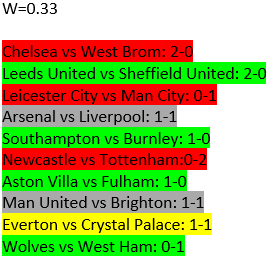 W=0.33
Chelsea vs West Brom: 2-0
Leeds United vs Sheffield United: 2-0
Leicester City vs Man City: 0-1
Arsenal vs Liverpool: 1-1
Southampton vs Burnley: 1-0
Newcastle vs Tottenham:0-2
Aston Villa vs Fulham: 1-0
Man United vs Brighton: 1-1
Everton vs Crystal Palace: 1-1
Wolves vs West Ham: 0-1